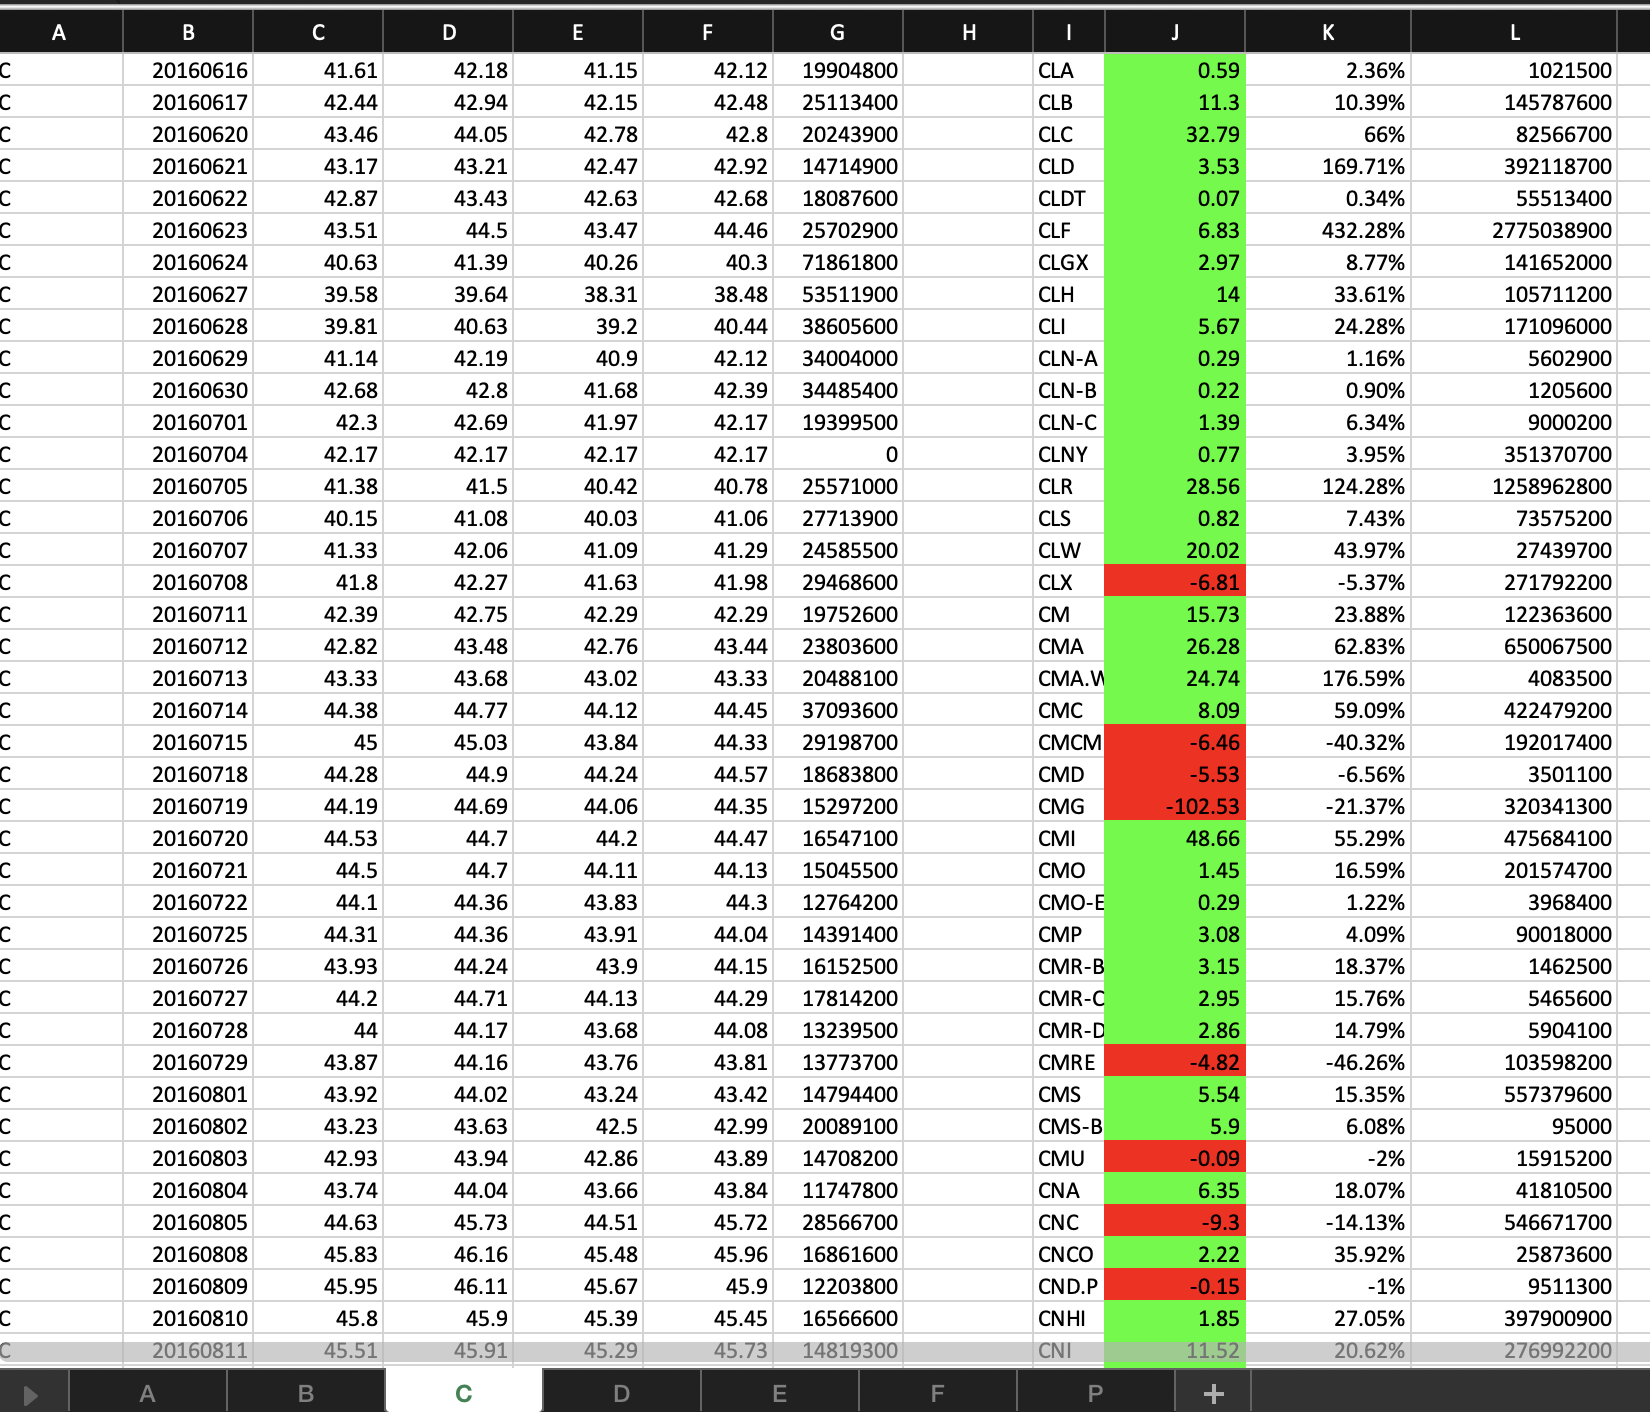 A B C D E F G H I J K L
C 20160616 41.61 42.18 41.15 42.12 19904800 CLA 0.59 2.36% 1021500
C 20160617 42.44 42.94 42.15 42.48 25113400 CLB 11.3 10.39% 145787600
C 20160620 43.46 44.05 42.78 42.8 20243900 CLC 32.79 66% 82566700
C 20160621 43.17 43.21 42.47 42.92 14714900 CLD 3.53 169.71% 392118700
C 20160622 42.87 43.43 42.63 42.68 18087600 CLDT 0.07 0.34% 55513400
C 20160623 43.51 44.5 43.47 44.46 25702900 CLF 6.83 432.28% 2775038900
C 20160624 40.63 41.39 40.26 40.3 71861800 CLGX 2.97 8.77% 141652000
C 20160627 39.58 39.64 38.31 38.48 53511900 CLH 14 33.61% 105711200
C 20160628 39.81 40.63 39.2 40.44 38605600 CLI 5.67 24.28% 171096000
C 20160629 41.14 42.19 40.9 42.12 34004000 CLN-A 0.29 1.16% 5602900
C 20160630 42.68 42.8 41.68 42.39 34485400 CLN-B 0.22 0.90% 1205600
C 20160701 42.3 42.69 41.97 42.17 19399500 CLN-C 1.39 6.34% 9000200
C 20160704 42.17 42.17 42.17 42.17 0 CLNY 0.77 3.95% 351370700
C 20160705 41.38 41.5 40.42 40.78 25571000 CLR 28.56 124.28% 1258962800
C 20160706 40.15 41.08 40.03 41.06 27713900 CLS 0.82 7.43% 73575200
C 20160707 41.33 42.06 41.09 41.29 24585500 CLW 20.02 43.97% 27439700
C 20160708 41.8 42.27 41.63 41.98 29468600 CLX -6.81 -5.37% 271792200
C 20160711 42.39 42.75 42.29 42.29 19752600 CM 15.73 23.88% 122363600
C 20160712 42.82 43.48 42.76 43.44 23803600 CMA 26.28 62.83% 650067500
C 20160713 43.33 43.68 43.02 43.33 20488100 CMA.W 24.74 176.59% 4083500
C 20160714 44.38 44.77 44.12 44.45 37093600 CMC 8.09 59.09% 422479200
C 20160715 45 45.03 43.84 44.33 29198700 CMCM -6.46 -40.32% 192017400
C 20160718 44.28 44.9 44.24 44.57 18683800 CMD -5.53 -6.56% 3501100
C 20160719 44.19 44.69 44.06 44.35 15297200 CMG -102.53 -21.37% 320341300
C 20160720 44.53 44.7 44.2 44.47 16547100 CMI 48.66 55.29% 475684100
C 20160721 44.5 44.7 44.11 44.13 15045500 CMO 1.45 16.59% 201574700
C 20160722 44.1 44.36 43.83 44.3 12764200 CMO-E 0.29 1.22% 3968400
C 20160725 44.31 44.36 43.91 44.04 14391400 CMP 3.08 4.09% 90018000
C 20160726 43.93 44.24 43.9 44.15 16152500 CMR-B 3.15 18.37% 1462500
C 20160727 44.2 44.71 44.13 44.29 17814200 CMR-C 2.95 15.76% 5465600
C 20160728 44 44.17 43.68 44.08 13239500 CMR-D 2.86 14.79% 5904100
C 20160729 43.87 44.16 43.76 43.81 13773700 CMRE -4.82 -46.26% 103598200
C 20160801 43.92 44.02 43.24 43.42 14794400 CMS 5.54 15.35% 557379600
C 20160802 43.23 43.63 42.5 42.99 20089100 CMS-B 5.9 6.08% 95000
C 20160803 42.93 43.94 42.86 43.89 14708200 CMU -0.09 -2% 15915200
C 20160804 43.74 44.04 43.66 43.84 11747800 CNA 6.35 18.07% 41810500
C 20160805 44.63 45.73 44.51 45.72 28566700 CNC -9.3 -14.13% 546671700
C 20160808 45.83 46.16 45.48 45.96 16861600 CNCO 2.22 35.92% 25873600
C 20160809 45.95 46.11 45.67 45.9 12203800 CND.P -0.15 -1% 9511300
C 20160810 45.8 45.9 45.39 45.45 16566600 CNHI 1.85 27.05% 397900900
C 20160811 45.51 45.91 45.29 45.73 14819300 CNI 11.52 20.62% 276992200
A B C D E F P +